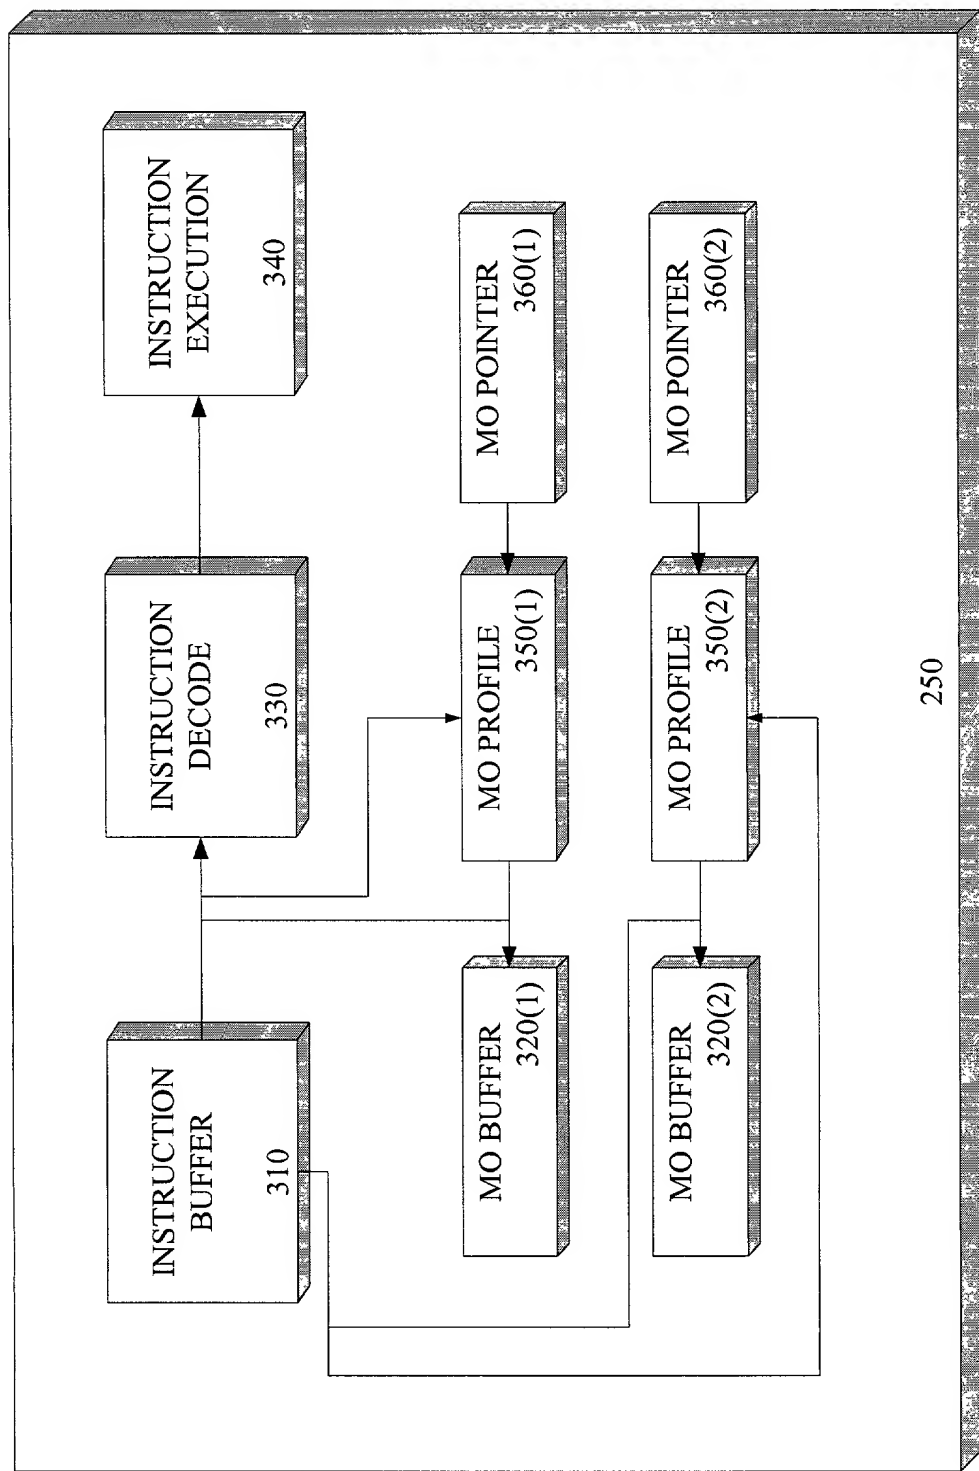 INSTRUCTION
BUFFER
310
INSTRUCTION
DECODE
330
INSTRUCTION
EXECUTION
340
MO BUFFER
320(1)
MO PROFILE
350(1)
MO POINTER
360(1)
MO BUFFER
320(2)
MO PROFILE
350(2)
MO POINTER
360(2)
250